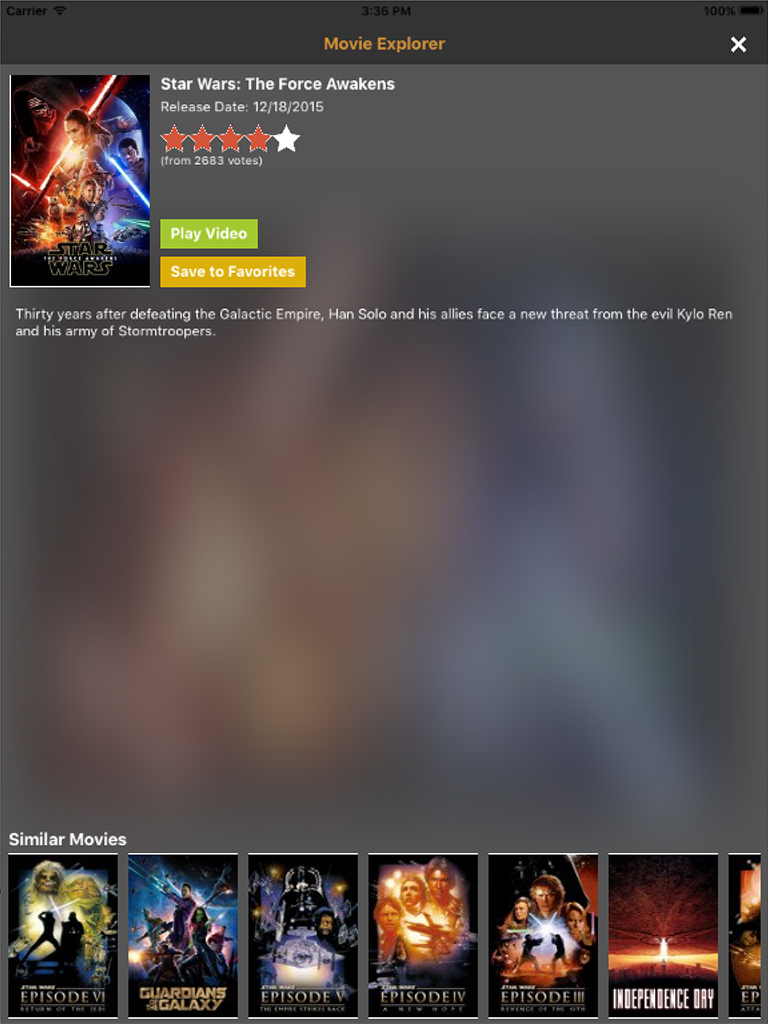 Carrier
3:36 PM
100%
Movie Explorer
Star Wars: The Force Awakens
Release Date: 12/18/2015
(from 2683 votes)
STAR
THE FORCE AWAKENS
WARS
Play Video
Save to Favorites
Thirty years after defeating the Galactic Empire, Han Solo and his allies face a new threat from the evil Kylo Ren
and his army of Stormtroopers.
Similar Movies
STAR WARS
EPISODE VI
RETURN OF THE JEDI
GUARDIANS
OF THE
GALAXY
STAR WARS
EPISODE V
THE EMPIRE STRIKES BACK
STAR WARS
EPISODE IV
A NEW HOPE
STAR WARS
EPISODE III
REVENGE OF THE SITH
INDEPENDENCE DAY